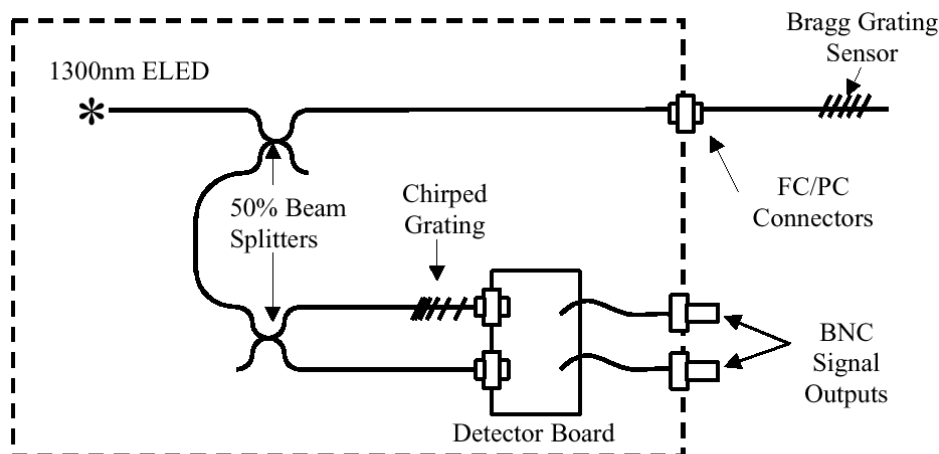 Bragg Grating
Sensor
1300nm ELED
FC/PC
Connectors
50% Beam
Splitters
Chirped
Grating
BNC
Signal
Outputs
Detector Board